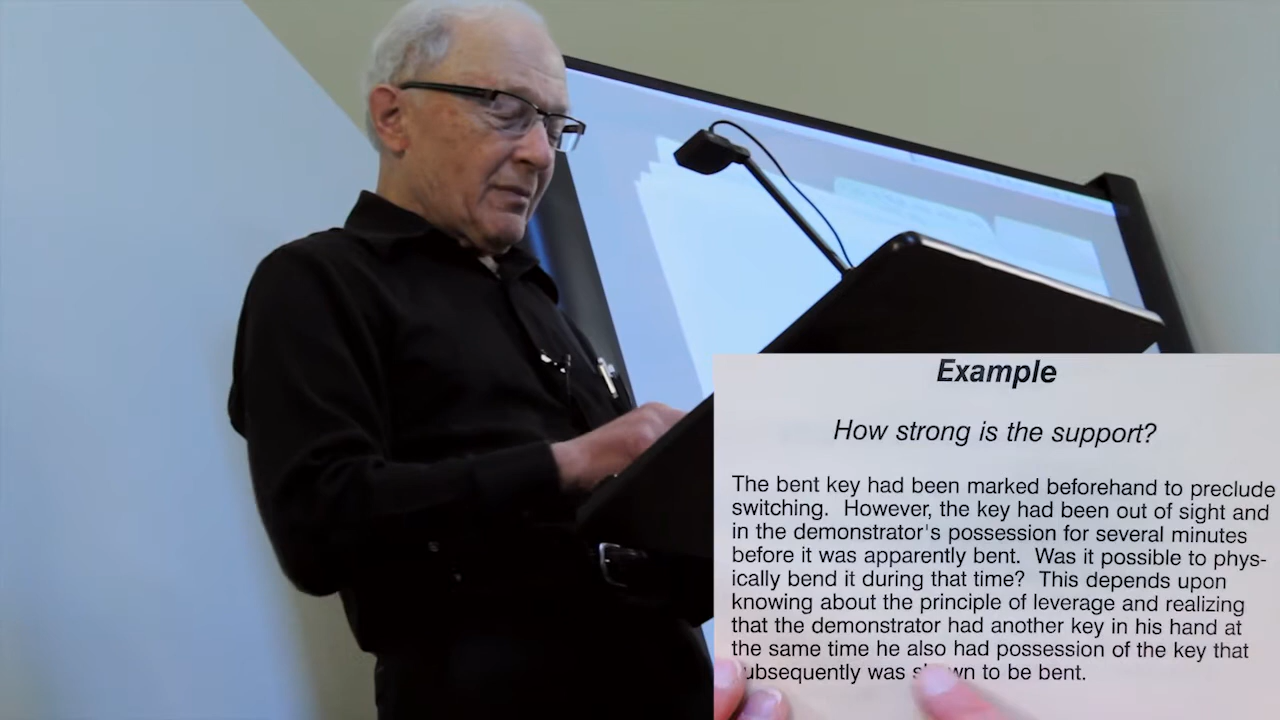 Example
How strong is the support?
The bent key had been marked beforehand to preclude
switching. However, the key had been out of sight and
in the demonstrator's possession for several minutes
before it was apparently bent. Was it possible to phys-
ically bend it during that time? This depends upon
knowing about the principle of leverage and realizing
that the demonstrator had another key in his hand at
the same time he also had possession of the key that
subsequently was shown to be bent.